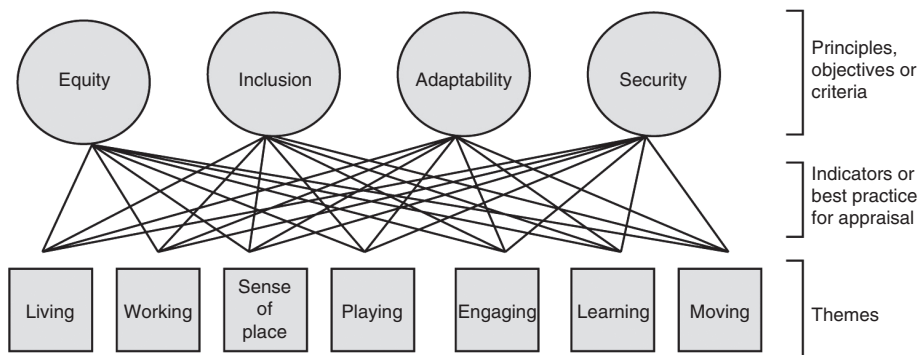 Equity
Inclusion
Adaptability
Security
Principles,
objectives or
criteria
Indicators or
best practice
for appraisal
Living
Working
Sense
of
place
Playing
Engaging
Learning
Moving
Themes